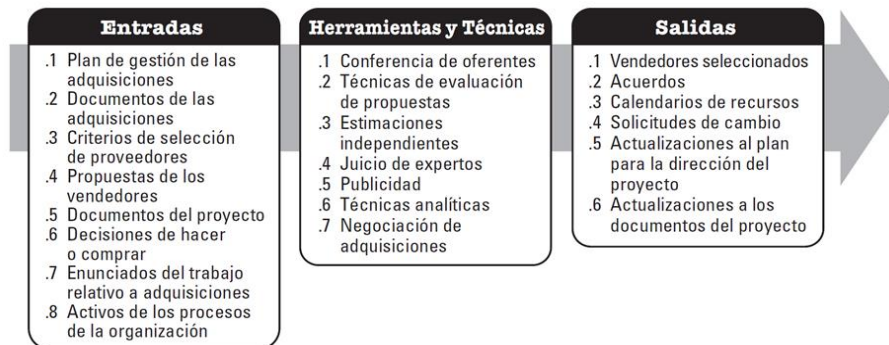 Entradas
.1 Plan de gestión de las
adquisiciones
.2 Documentos de las
adquisiciones
.3 Criterios de selección
de proveedores
.4 Propuestas de los
vendedores
.5 Documentos del proyecto
.6 Decisiones de hacer
o comprar
.7 Enunciados del trabajo
relativo a adquisiciones
.8 Activos de los procesos
de la organización
Herramientas y Técnicas
.1 Conferencia de oferentes
.2 Técnicas de evaluación
de propuestas
.3 Estimaciones
independientes
.4 Juicio de expertos
.5 Publicidad
.6 Técnicas analíticas
.7 Negociación de
adquisiciones
Salidas
.1 Vendedores seleccionados
.2 Acuerdos
.3 Calendarios de recursos
.4 Solicitudes de cambio
.5 Actualizaciones al plan
para la dirección del
proyecto
.6 Actualizaciones a los
documentos del proyecto